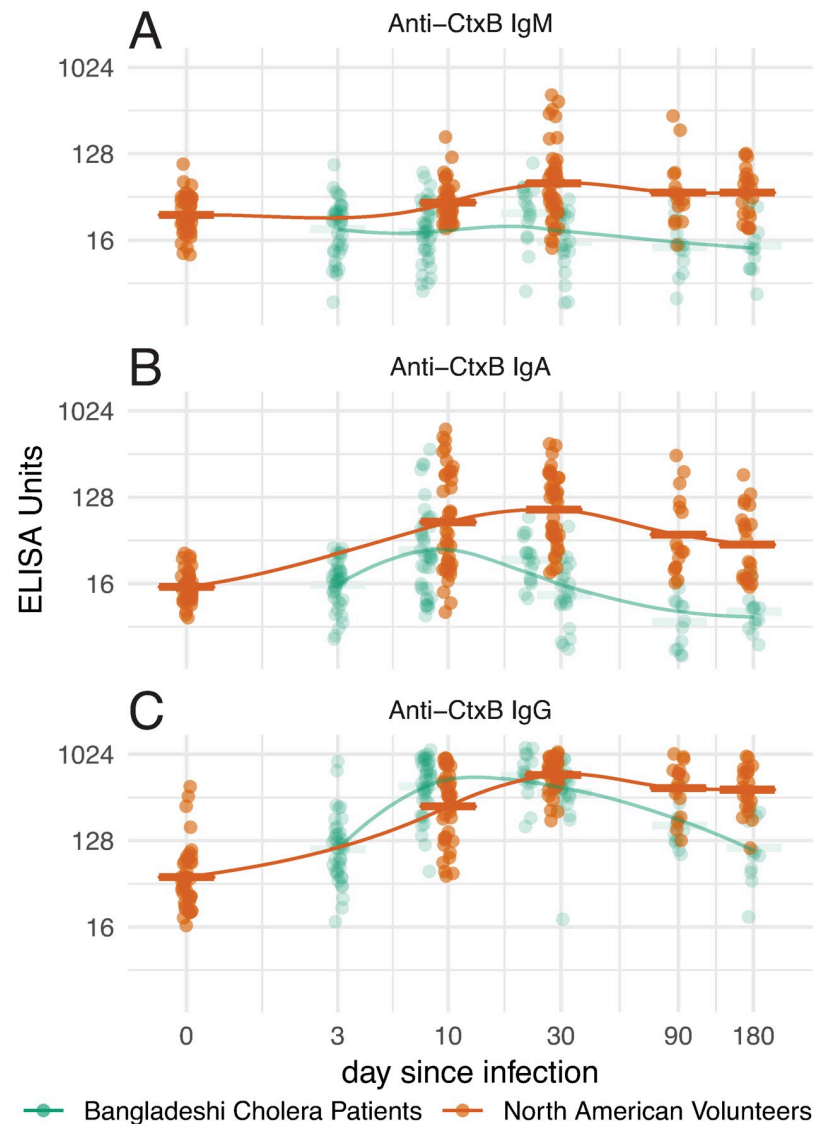 A
Anti−CtxB IgM
1024
128
16
B
Anti−CtxB IgA
1024
128
16
ELISA Units
C
Anti−CtxB IgG
1024
128
16
0 3 10 30 90 180
day since infection
Bangladeshi Cholera Patients North American Volunteers